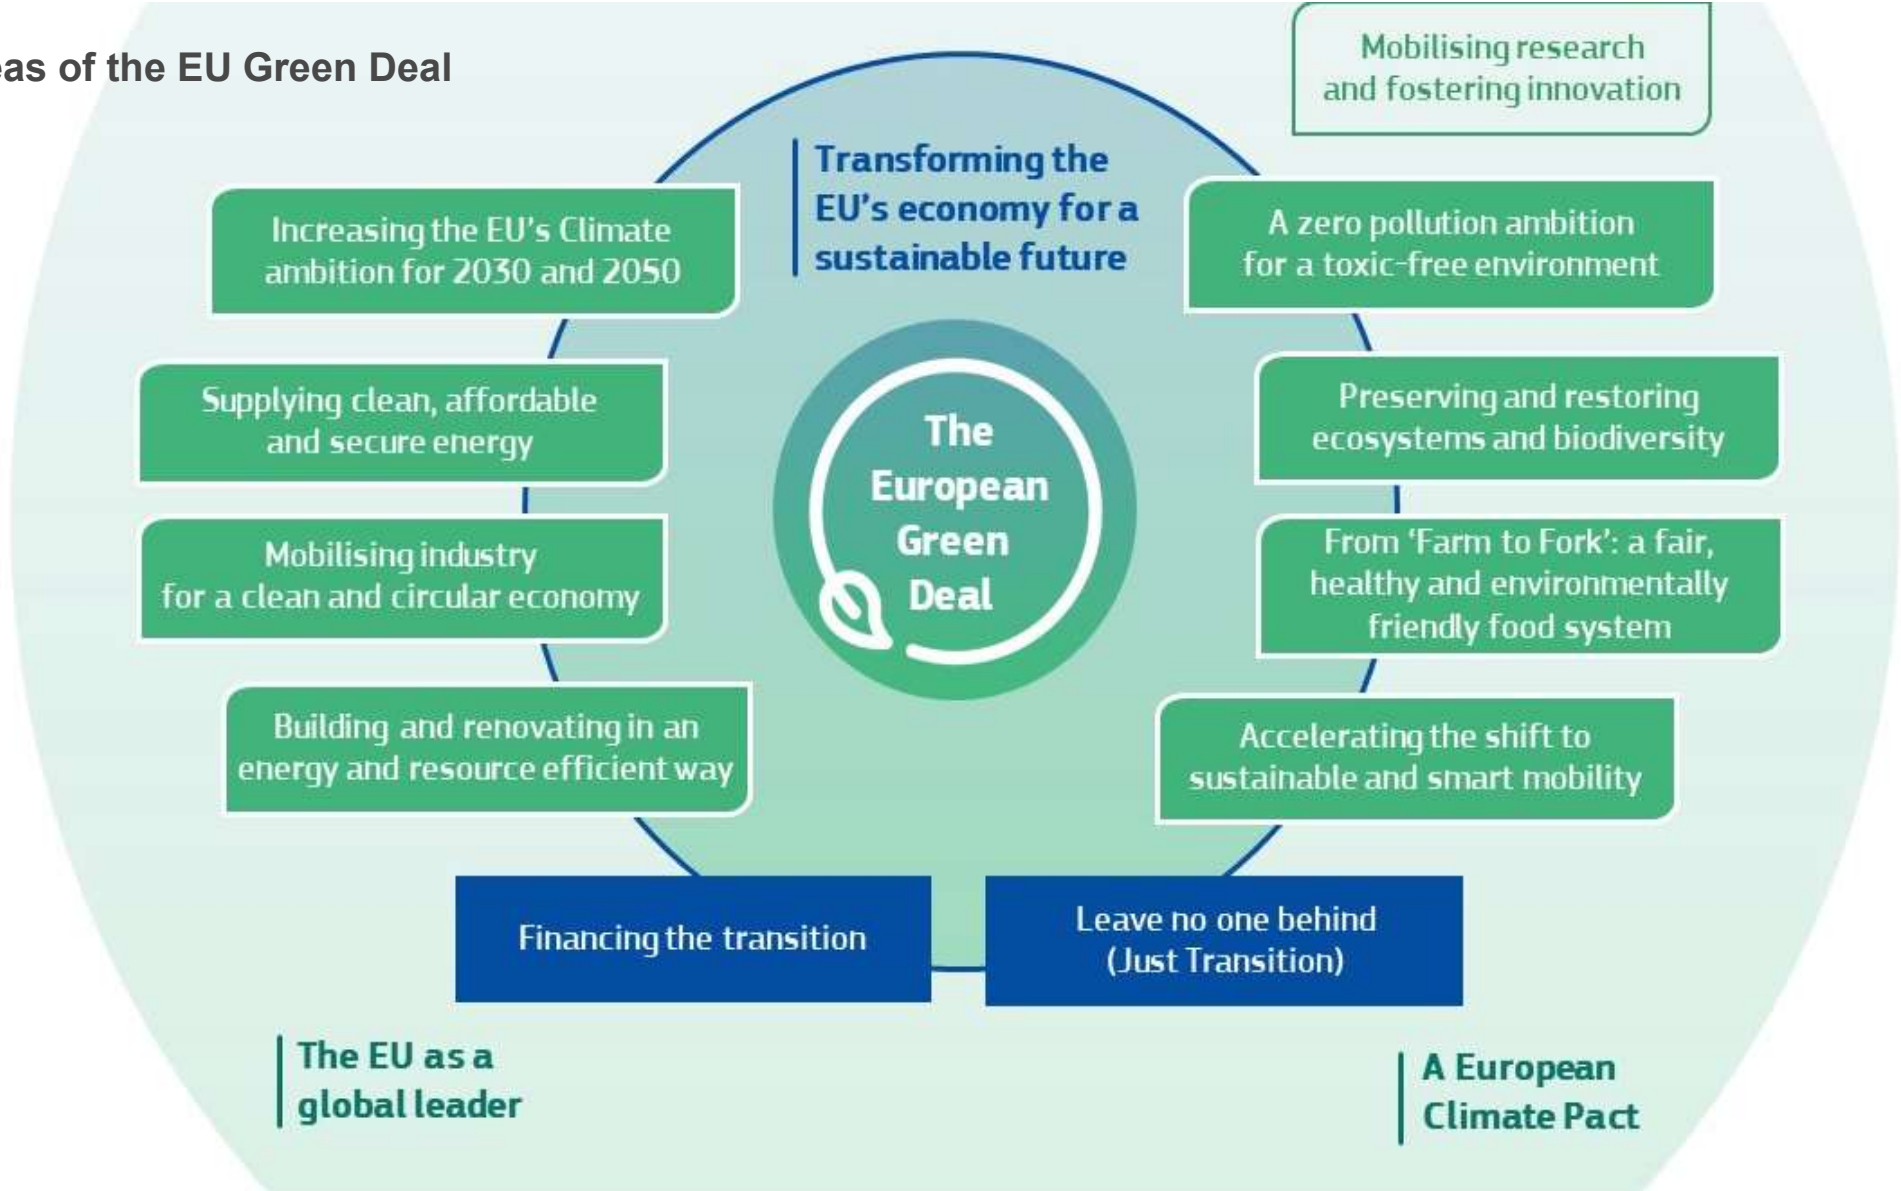 of the EU Green Deal
Mobilising research
and fostering innovation
Transforming the
EU's economy for a
sustainable future
Increasing the EU's Climate
ambition for 2030 and 2050
A zero pollution ambition
for a toxic-free environment
Supplying clean, affordable
and secure energy
Preserving and restoring
ecosystems and biodiversity
The
European
Green
Deal
Mobilising industry
for a clean and circular economy
From ‘Farm to Fork’: a fair,
healthy and environmentally
friendly food system
Building and renovating in an
energy and resource efficient way
Accelerating the shift to
sustainable and smart mobility
Financing the transition
Leave no one behind
(Just Transition)
The EU as a
global leader
A European
Climate Pact